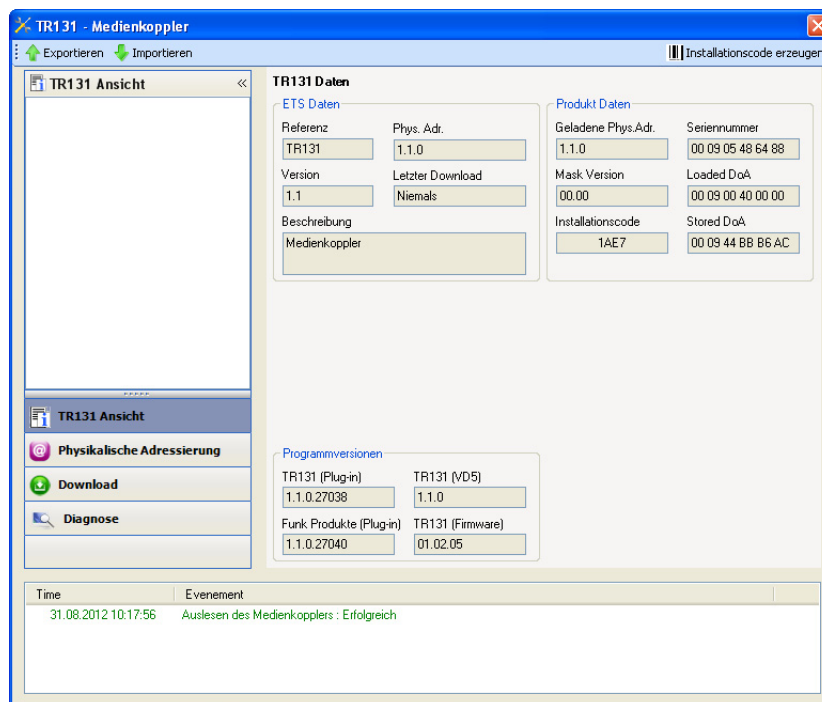 TR131 - Medienkoppler
Exportieren Importieren Installationscode erzeugen
TR131 Ansicht
TR131 Ansicht
Physikalische Adressierung
Download
Diagnose
TR131 Daten
ETS Daten
Referenz Phys. Adr.
TR131 1.1.0
Version Letzter Download
1.1 Niemals
Beschreibung
Medienkoppler
Produkt Daten
Geladene Phys.Adr. Seriennummer
1.1.0 00 09 05 48 64 88
Mask Version Loaded DoA
00.00 00 09 00 40 00 00
Installationscode Stored DoA
1AE7 00 09 44 BB B6 AC
Programmversionen
TR131 (Plug-in) TR131 (VD5)
1.1.0.27038 1.1.0
Funk Produkte (Plug-in) TR131 (Firmware)
1.1.0.27040 01.02.05
Time Evenement
31.08.2012 10:17:56 Auslesen des Medienkopplers : Erfolgreich